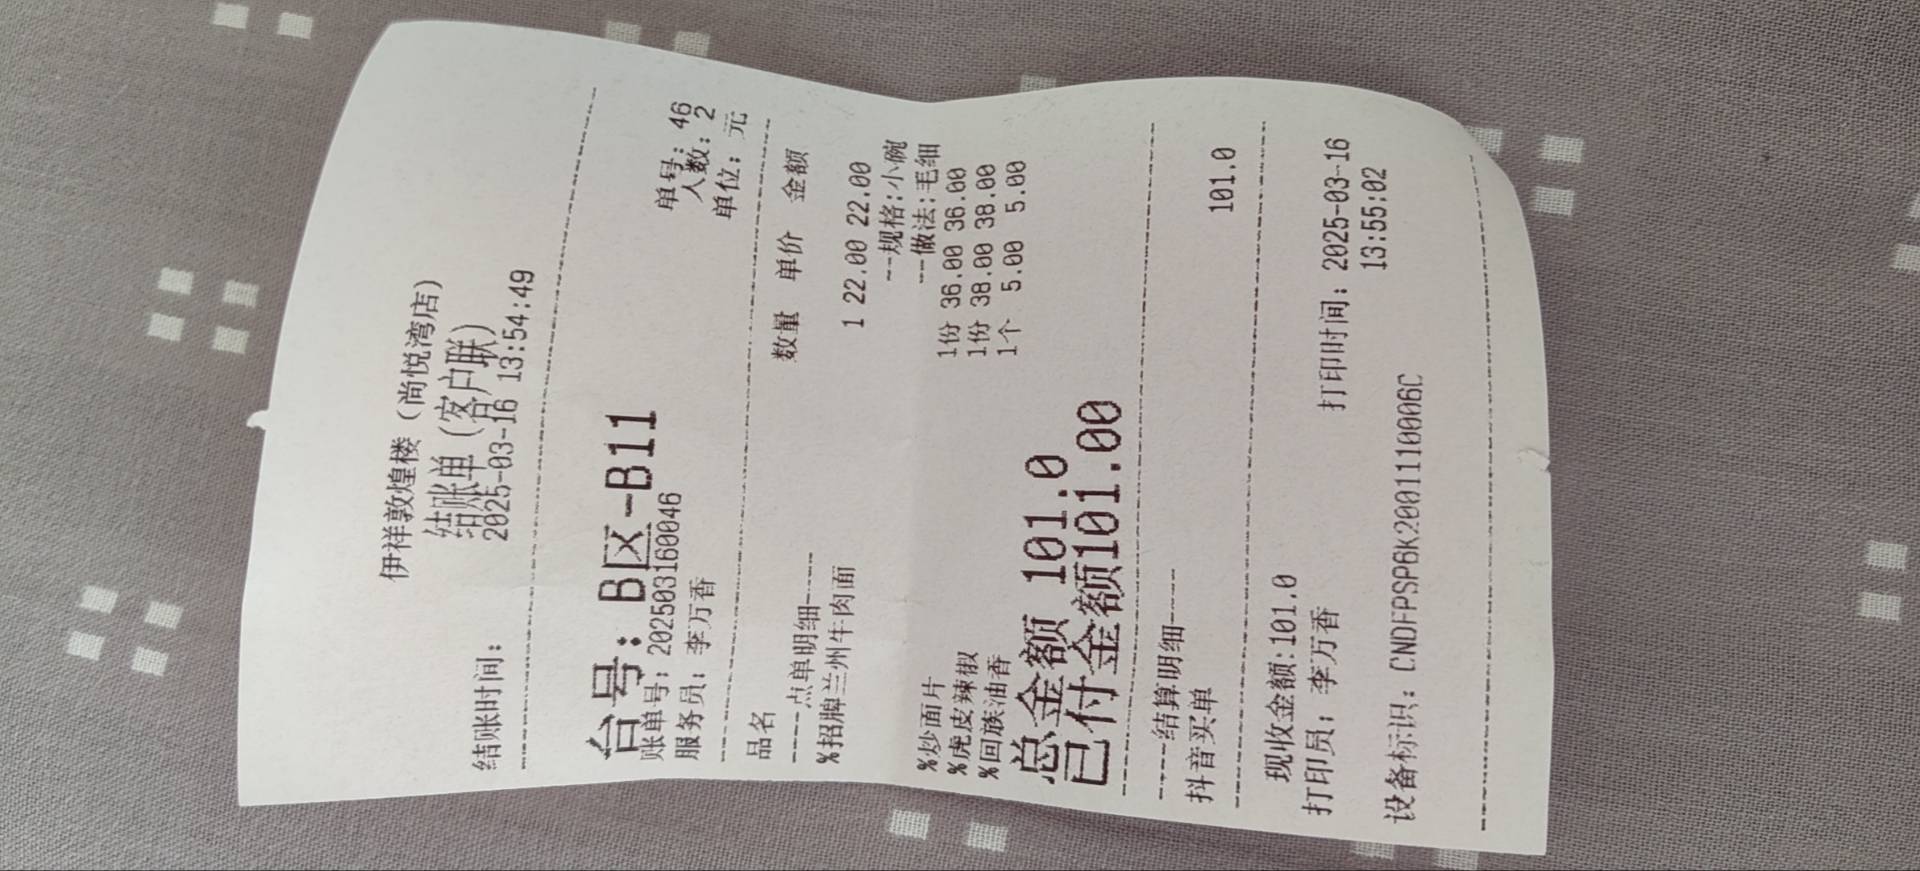 伊祥敦煌楼（尚悦湾店）
结账单（客户联）
结账时间： 2025-03-16 13:54:49
台号：B区-B11
账单号：202503160046 单号：46
服务员：李万香 人数：2
单位：元
品名 数量 单价 金额
----点单明细----
%招牌兰州牛肉面 1 22.00 22.00
--规格:小碗
--做法:毛细
%炒面片 1份 36.00 36.00
%虎皮辣椒 1份 38.00 38.00
%回族油香 1个 5.00 5.00
总金额 101.0
已付金额101.00
----结算明细----
抖音买单 101.0
现收金额:101.0
打印员：李万香 打印时间：2025-03-16
13:55:02
设备标识：CNDFPSP6K20011110006C